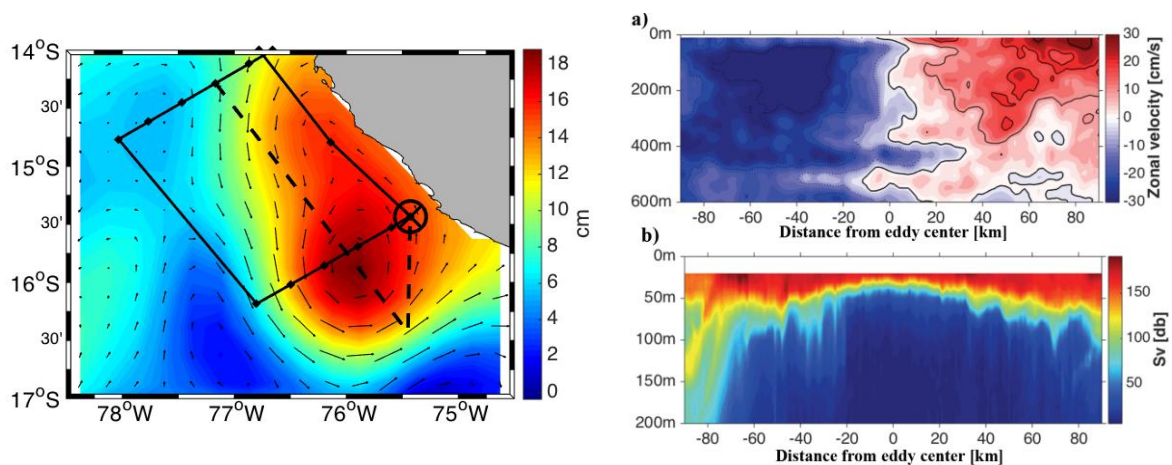 14°S
30'
15°S
30'
16°S
30'
17°S
78°W 77°W 76°W 75°W
18
16
14
12
10
8
6
4
2
0
cm
a)
0m
200m
400m
600m
-80 -60 -40 -20 0 20 40 60 80
Distance from eddy center [km]
30
20
10
0
-10
-20
-30
Zonal velocity [cm/s]
b)
0m
50m
100m
150m
200m
-80 -60 -40 -20 0 20 40 60 80
Distance from eddy center [km]
150
100
50
Sv [db]